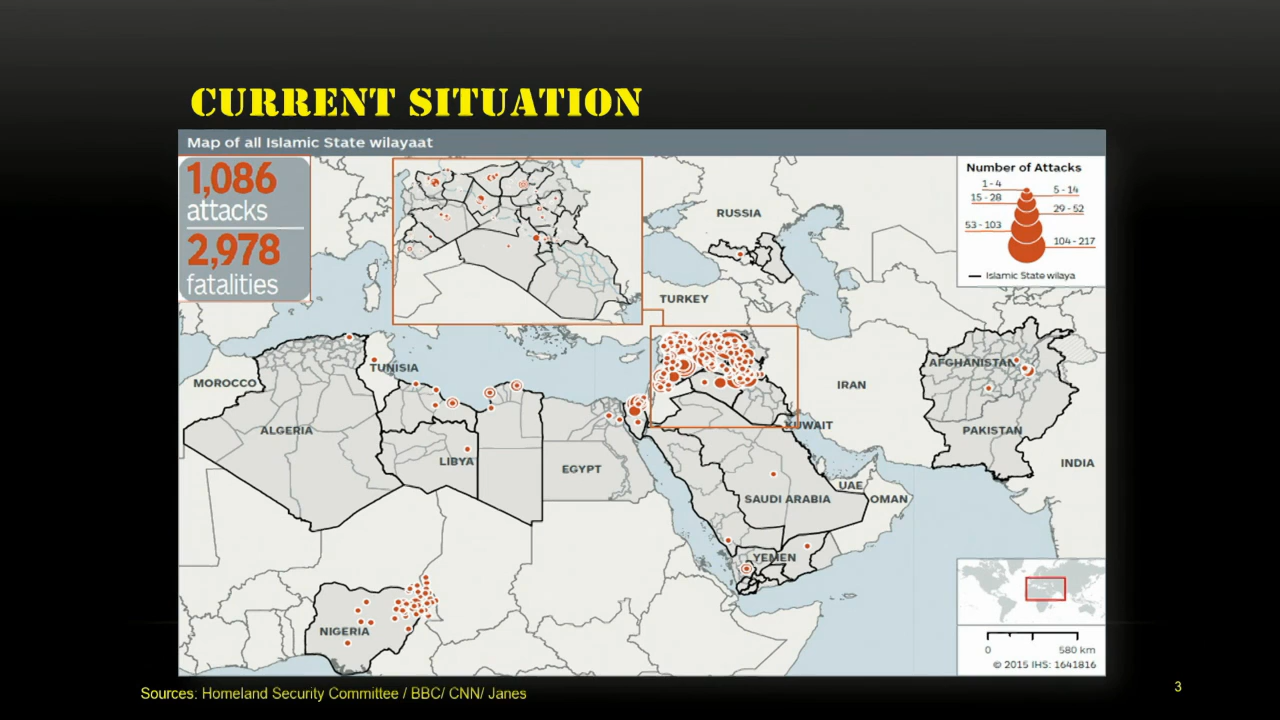 CURRENT SITUATION
Map of all Islamic State wilayaat
1,086
attacks
2,978
fatalities
Number of Attacks
1 - 4
5 - 14
15 - 28
29 - 52
53 - 103
104 - 217
Islamic State wilaya
RUSSIA
TURKEY
TUNISIA
MOROCCO
AFGHANISTAN
IRAN
KUWAIT
ALGERIA
PAKISTAN
LIBYA
EGYPT
INDIA
UAE
SAUDI ARABIA
OMAN
YEMEN
NIGERIA
0 580 km
© 2015 IHS: 1641816
Sources: Homeland Security Committee / BBC/ CNN/ Janes
3